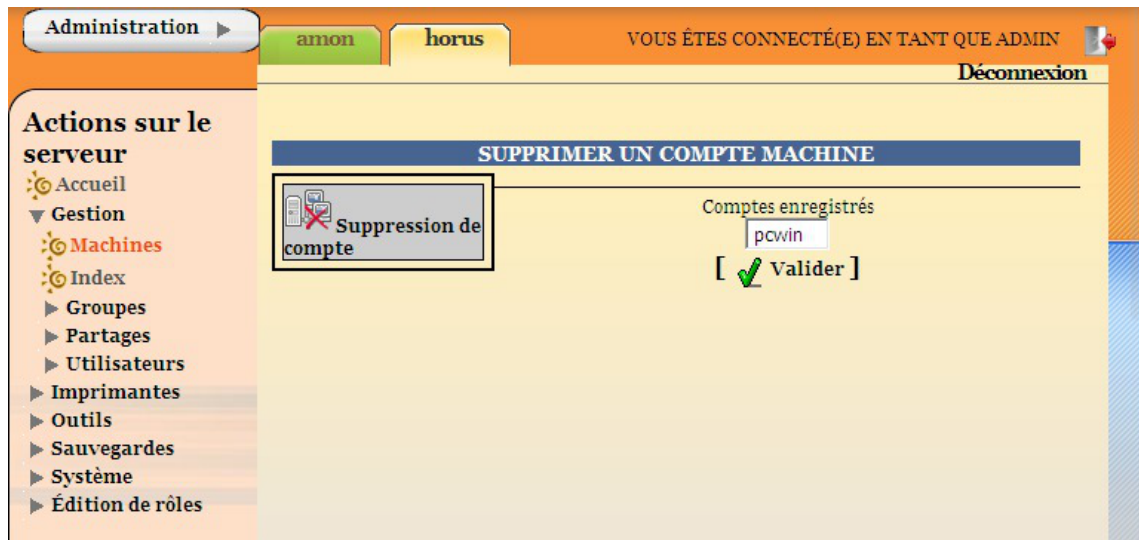 Administration
amon
horus
VOUS ÊTES CONNECTÉ(E) EN TANT QUE ADMIN
Déconnexion
Actions sur le
serveur
Accueil
Gestion
Machines
Index
Groupes
Partages
Utilisateurs
Imprimantes
Outils
Sauvegardes
Système
Édition de rôles
SUPPRIMER UN COMPTE MACHINE
Suppression de
compte
Comptes enregistrés
pcwin
[ Valider ]